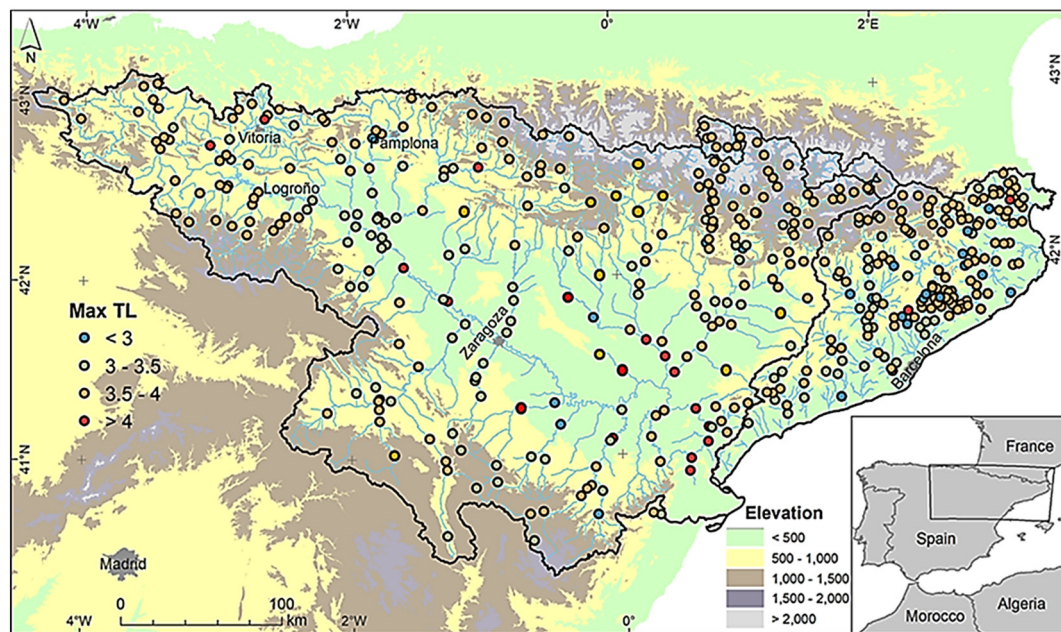 4°W
2°W
0°
2°E
N
43°N
43°N
Vitoria
Pamplona
Logroño
42°N
42°N
Max TL
< 3
3 - 3.5
3.5 - 4
> 4
Zaragoza
Barcelona
41°N
Madrid
0
100
km
4°W
2°W
0°
Elevation
< 500
500 - 1,000
1,000 - 1,500
1,500 - 2,000
> 2,000
France
Spain
Morocco
Algeria